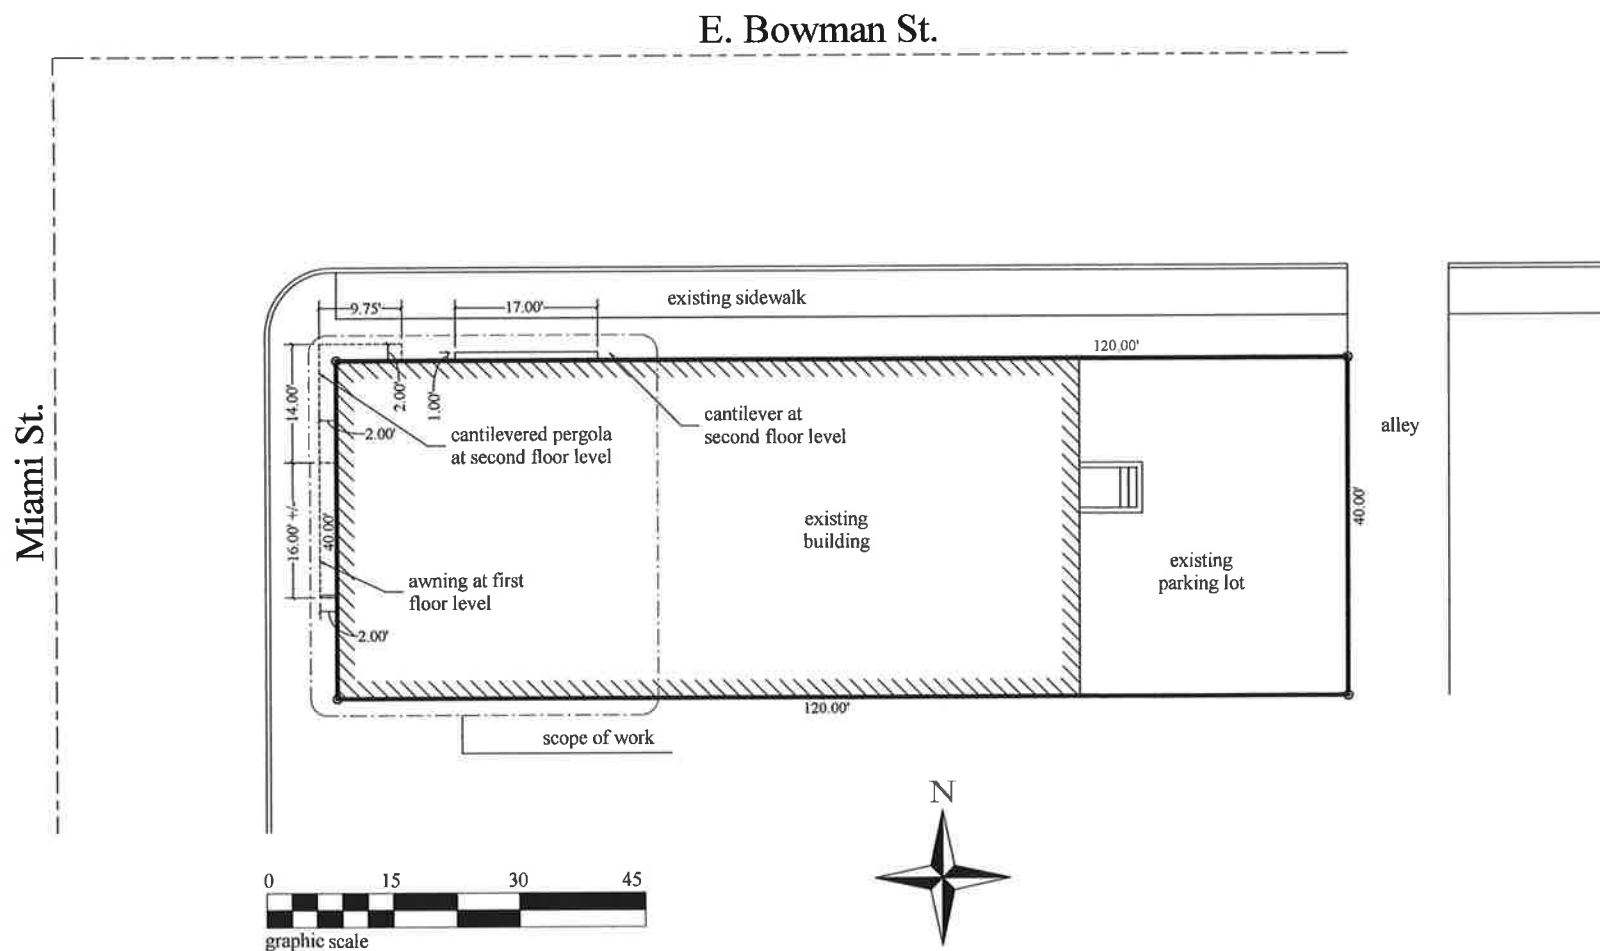 E. Bowman St.
Miami St.
existing sidewalk
9.75'
17.00'
120.00'
14.00'
2.00'
1.00'
2.00'
cantilevered pergola
at second floor level
cantilever at
second floor level
alley
16.00' +/-
40.00'
existing
building
40.00'
existing
parking lot
awning at first
floor level
2.00'
120.00'
scope of work
N
0 15 30 45
graphic scale